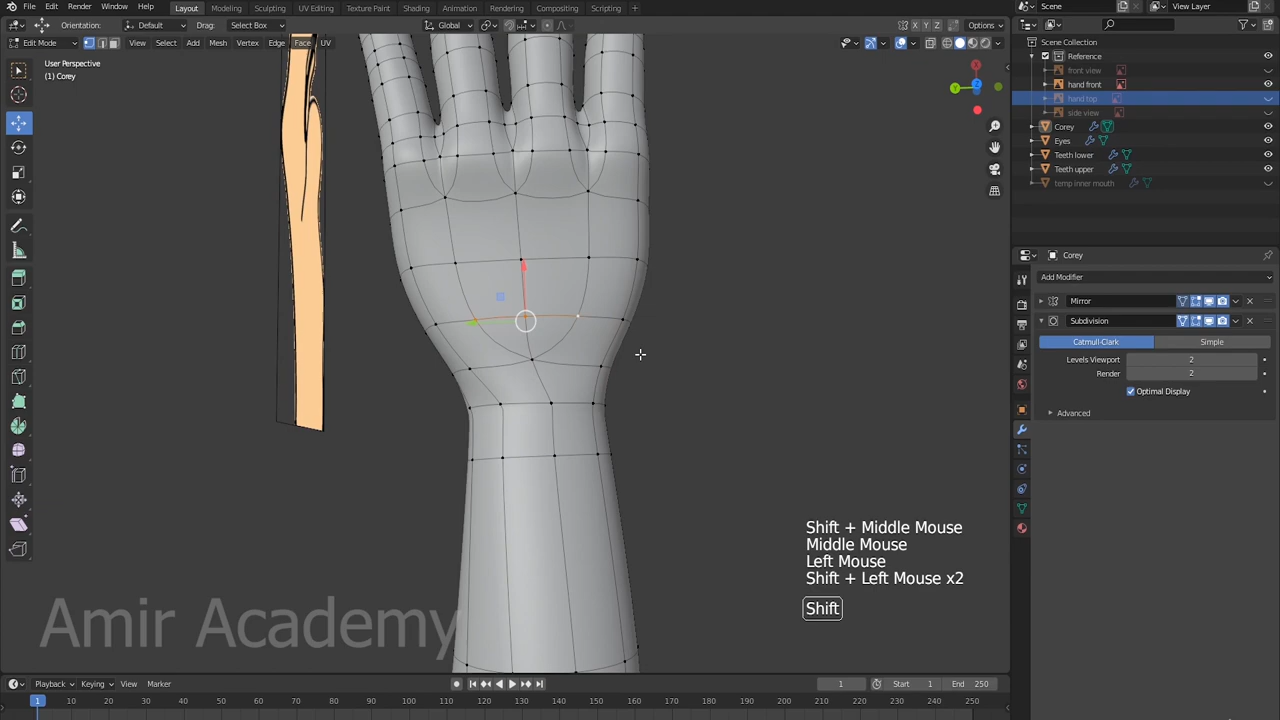 File Edit Render Window Help Layout Modeling Sculpting UV Editing Texture Paint Shading Animation Rendering Compositing Scripting + Scene View Layer
Orientation: Default Drag: Select Box Global X Y Z Options
Edit Mode View Select Add Mesh Vertex Edge Face UV
User Perspective
(1) Corey
Scene Collection
Reference
front view
hand front
hand top
side view
Corey
Eyes
Teeth lower
Teeth upper
temp inner mouth
Corey
Add Modifier
Mirror
Subdivision
Catmull-Clark Simple
Levels Viewport 2
Render 2
Optimal Display
Advanced
X
Y
Z
Shift + Middle Mouse
Middle Mouse
Left Mouse
Shift + Left Mouse x2
Shift
Amir Academy
Playback Keying View Marker 1 Start 1 End 250
1 10 20 30 40 50 60 70 80 90 100 110 120 130 140 150 160 170 180 190 200 210 220 230 240 250